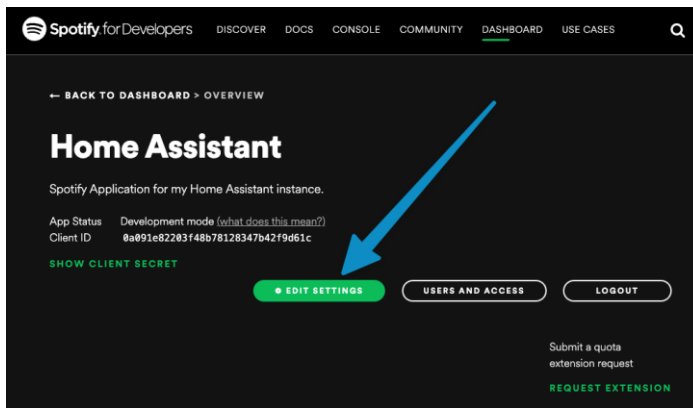 Spotify for Developers DISCOVER DOCS CONSOLE COMMUNITY DASHBOARD USE CASES
← BACK TO DASHBOARD > OVERVIEW
Home Assistant
Spotify Application for my Home Assistant instance.
App Status Development mode (what does this mean?)
Client ID 0a091e82203f48b78128347b42f9d61c
SHOW CLIENT SECRET
EDIT SETTINGS USERS AND ACCESS LOGOUT
Submit a quota
extension request
REQUEST EXTENSION